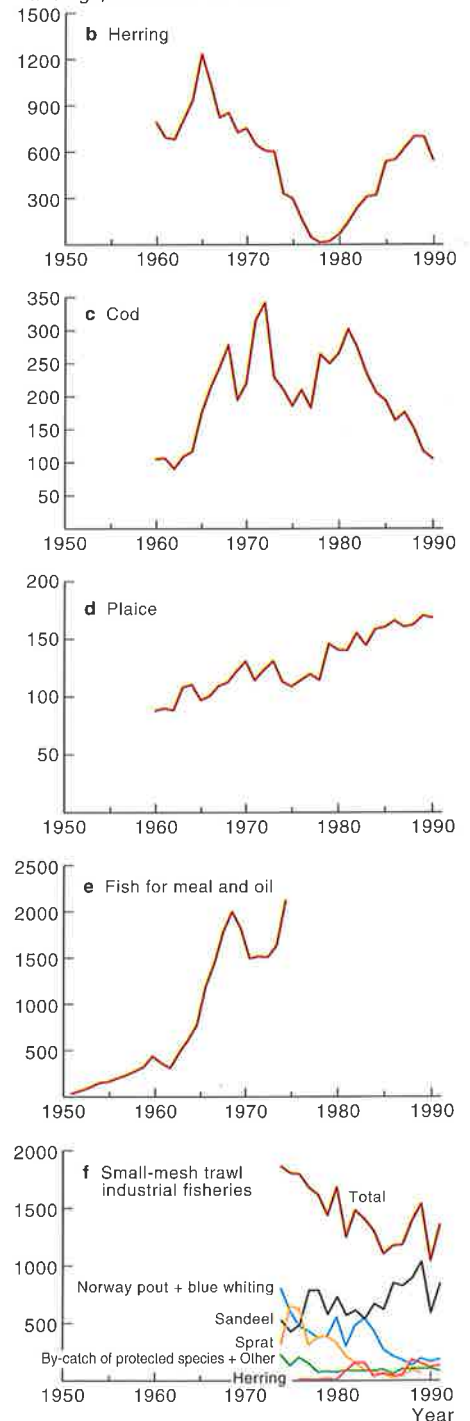 1500
b Herring
1200
900
600
300
1950 1960 1970 1980 1990
350
c Cod
300
250
200
150
100
50
1950 1960 1970 1980 1990
200
d Plaice
150
100
50
1950 1960 1970 1980 1990
2500
e Fish for meal and oil
2000
1500
1000
500
1950 1960 1970 1980 1990
2000
f Small-mesh trawl
industrial fisheries
Total
1500
1000
Norway pout + blue whiting
Sandeel
500
Sprat
By-catch of protected species + Other
Herring
1950 1960 1970 1980 1990
Year